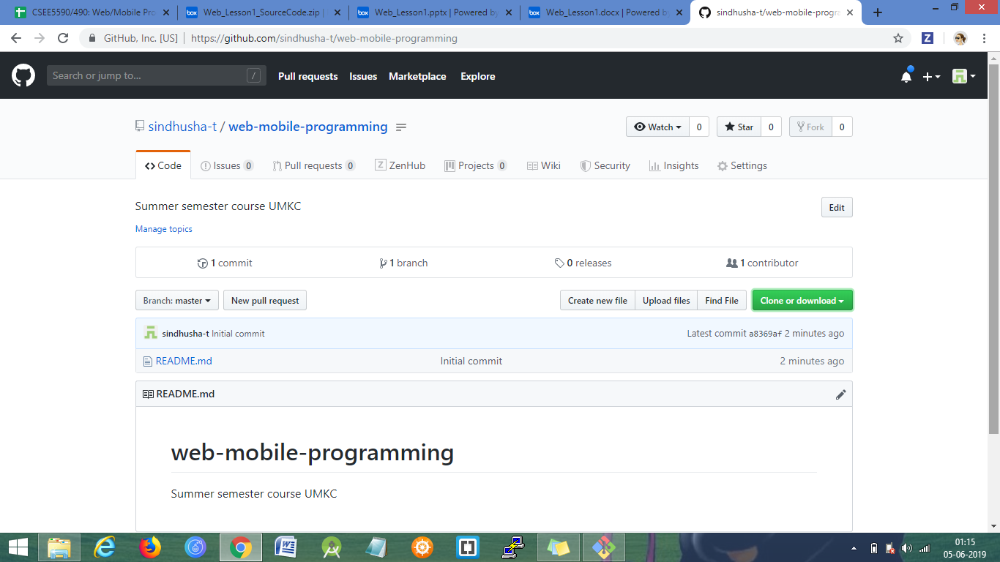 CSEE5590/490: Web/Mobile Pro
Web_Lesson1_SourceCode.zip |
Web_Lesson1.pptx | Powered by
Web_Lesson1.docx | Powered by
sindhusha-t/web-mobile-progra
GitHub, Inc. [US] | https://github.com/sindhusha-t/web-mobile-programming
Search or jump to... / Pull requests Issues Marketplace Explore
sindhusha-t / web-mobile-programming Watch 0 Star 0 Fork 0
Code Issues 0 Pull requests 0 ZenHub Projects 0 Wiki Security Insights Settings
Summer semester course UMKC Edit
Manage topics
1 commit 1 branch 0 releases 1 contributor
Branch: master New pull request Create new file Upload files Find File Clone or download
sindhusha-t Initial commit Latest commit a8369af 2 minutes ago
README.md Initial commit 2 minutes ago
README.md
web-mobile-programming
Summer semester course UMKC
01:15
05-06-2019